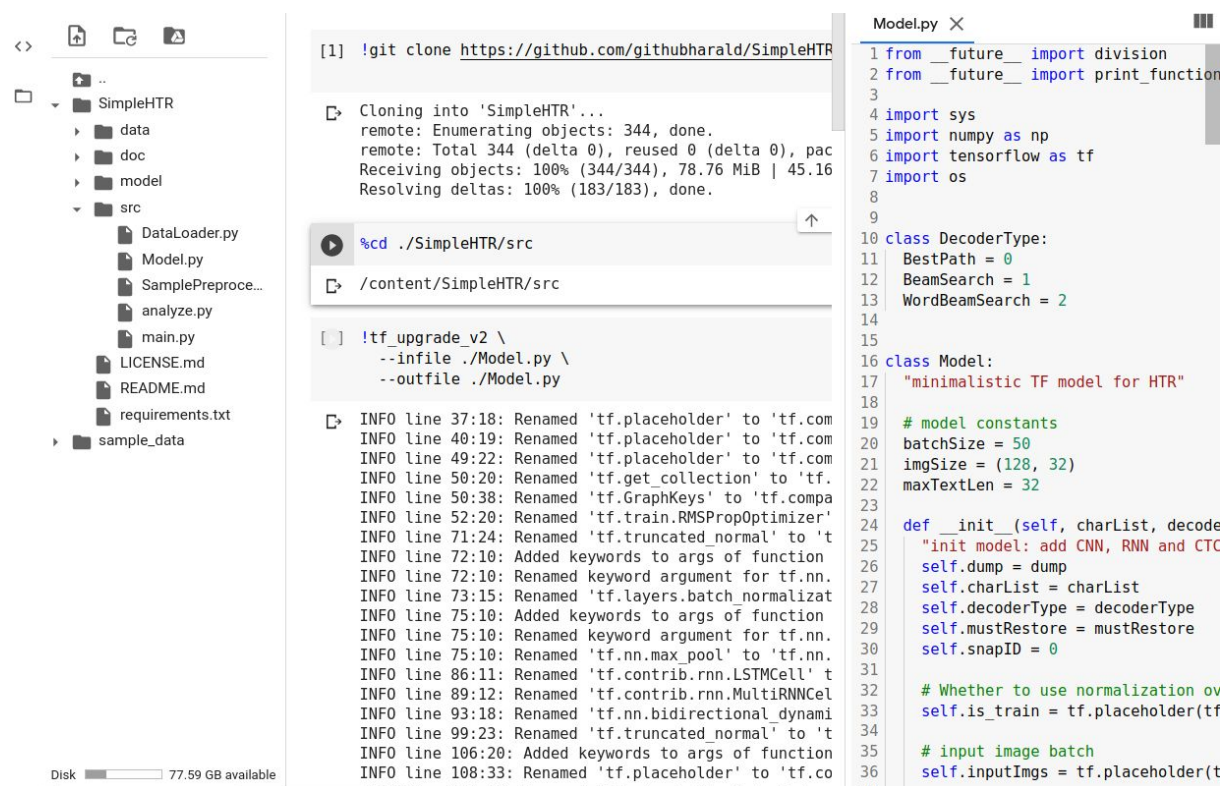 ..
SimpleHTR
data
doc
model
src
DataLoader.py
Model.py
SamplePreproce...
analyze.py
main.py
LICENSE.md
README.md
requirements.txt
sample_data
Disk 77.59 GB available
[1] !git clone https://github.com/githubharald/SimpleHTR
Cloning into 'SimpleHTR'...
remote: Enumerating objects: 344, done.
remote: Total 344 (delta 0), reused 0 (delta 0), pac
Receiving objects: 100% (344/344), 78.76 MiB | 45.16
Resolving deltas: 100% (183/183), done.
%cd ./SimpleHTR/src
/content/SimpleHTR/src
[ ] !tf_upgrade_v2 \
--infile ./Model.py \
--outfile ./Model.py
INFO line 37:18: Renamed 'tf.placeholder' to 'tf.com
INFO line 40:19: Renamed 'tf.placeholder' to 'tf.com
INFO line 49:22: Renamed 'tf.placeholder' to 'tf.com
INFO line 50:20: Renamed 'tf.get_collection' to 'tf.
INFO line 50:38: Renamed 'tf.GraphKeys' to 'tf.compa
INFO line 52:20: Renamed 'tf.train.RMSPropOptimizer'
INFO line 71:24: Renamed 'tf.truncated_normal' to 't
INFO line 72:10: Added keywords to args of function
INFO line 72:10: Renamed keyword argument for tf.nn.
INFO line 73:15: Renamed 'tf.layers.batch_normalizat
INFO line 75:10: Added keywords to args of function
INFO line 75:10: Renamed keyword argument for tf.nn.
INFO line 75:10: Renamed 'tf.nn.max_pool' to 'tf.nn.
INFO line 86:11: Renamed 'tf.contrib.rnn.LSTMCell' t
INFO line 89:12: Renamed 'tf.contrib.rnn.MultiRNNCel
INFO line 93:18: Renamed 'tf.nn.bidirectional_dynami
INFO line 99:23: Renamed 'tf.truncated_normal' to 't
INFO line 106:20: Added keywords to args of function
INFO line 108:33: Renamed 'tf.placeholder' to 'tf.co
Model.py
1 from __future__ import division
2 from __future__ import print_function
3
4 import sys
5 import numpy as np
6 import tensorflow as tf
7 import os
8
9
10 class DecoderType:
11 BestPath = 0
12 BeamSearch = 1
13 WordBeamSearch = 2
14
15
16 class Model:
17 "minimalistic TF model for HTR"
18
19 # model constants
20 batchSize = 50
21 imgSize = (128, 32)
22 maxTextLen = 32
23
24 def __init__(self, charList, decode
25 "init model: add CNN, RNN and CTC
26 self.dump = dump
27 self.charList = charList
28 self.decoderType = decoderType
29 self.mustRestore = mustRestore
30 self.snapID = 0
31
32 # Whether to use normalization ov
33 self.is_train = tf.placeholder(tf
34
35 # input image batch
36 self.inputImgs = tf.placeholder(t